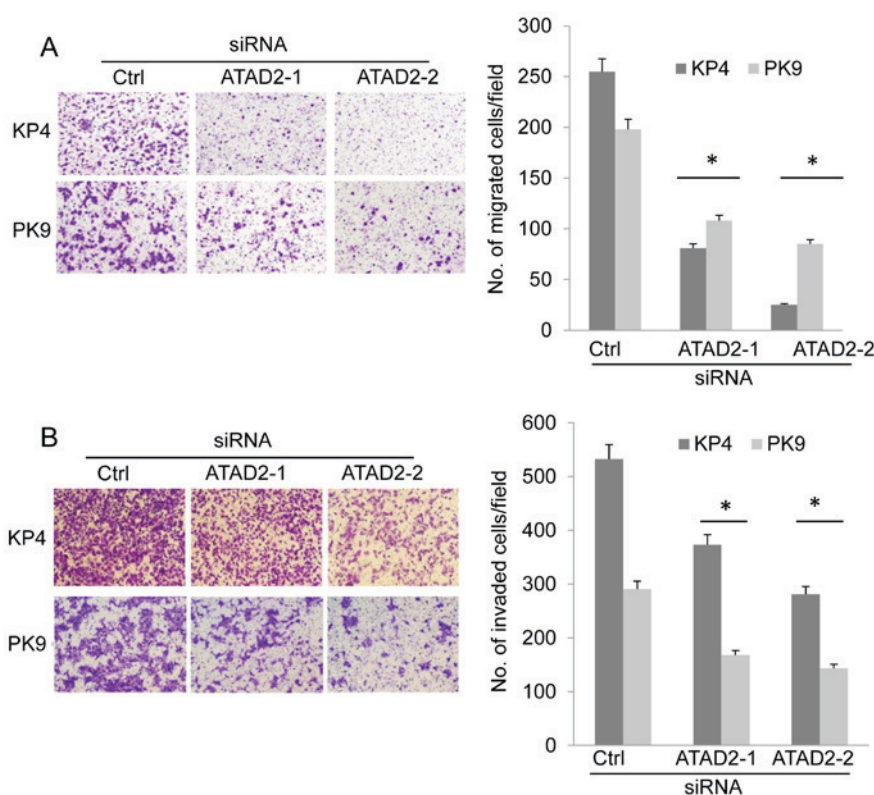 A
siRNA
Ctrl ATAD2-1 ATAD2-2
KP4
PK9
No. of migrated cells/field
300
250
200
150
100
50
0
KP4 PK9
* *
Ctrl ATAD2-1 ATAD2-2
siRNA
B
siRNA
Ctrl ATAD2-1 ATAD2-2
KP4
PK9
No. of invaded cells/field
600
500
400
300
200
100
0
KP4 PK9
* *
Ctrl ATAD2-1 ATAD2-2
siRNA